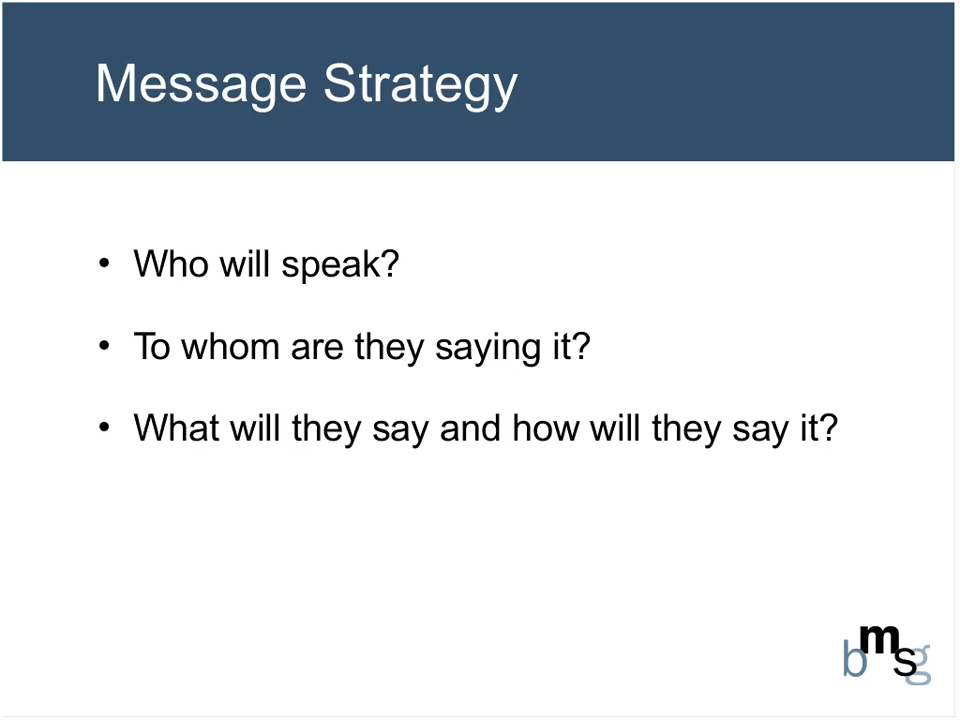 Message Strategy
• Who will speak?
• To whom are they saying it?
• What will they say and how will they say it?
bmsg